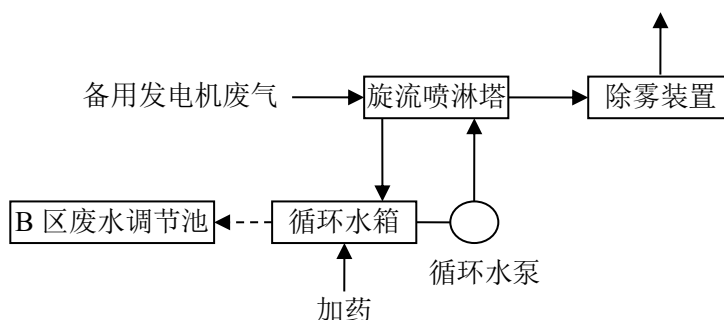 备用发电机废气
旋流喷淋塔
除雾装置
B 区废水调节池
循环水箱
循环水泵
加药